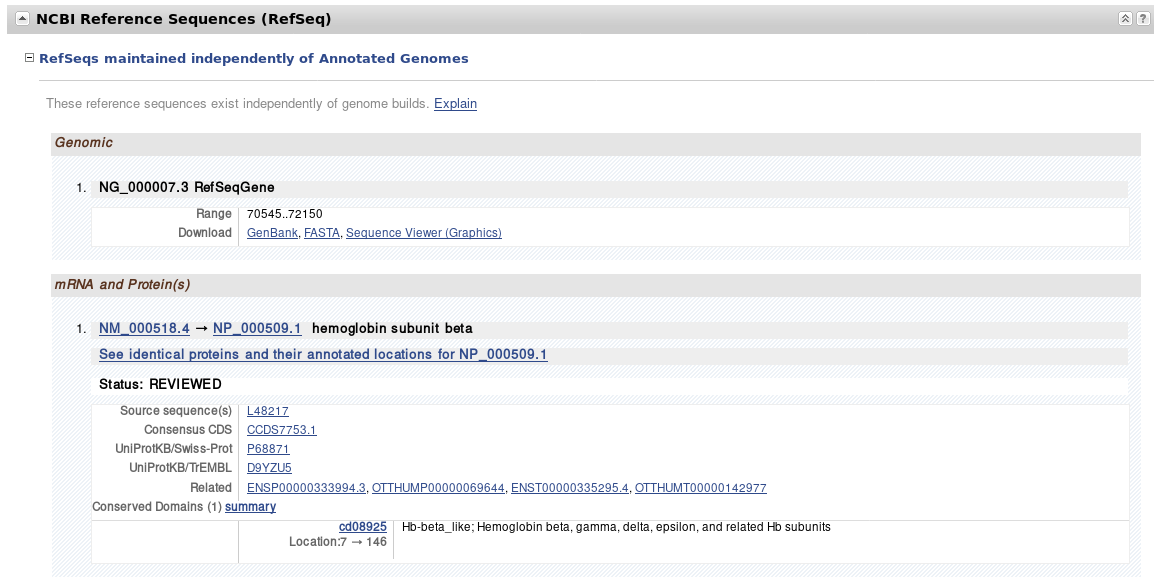 NCBI Reference Sequences (RefSeq)
?
RefSeqs maintained independently of Annotated Genomes
These reference sequences exist independently of genome builds. Explain
Genomic
1. NG_000007.3 RefSeqGene
Range 70545..72150
Download GenBank, FASTA, Sequence Viewer (Graphics)
mRNA and Protein(s)
1. NM_000518.4 → NP_000509.1 hemoglobin subunit beta
See identical proteins and their annotated locations for NP_000509.1
Status: REVIEWED
Source sequence(s) L48217
Consensus CDS CCDS7753.1
UniProtKB/Swiss-Prot P68871
UniProtKB/TrEMBL D9YZU5
Related ENSP00000333994.3, OTTHUMP00000069644, ENST00000335295.4, OTTHUMT00000142977
Conserved Domains (1) summary
cd08925 Hb-beta_like; Hemoglobin beta, gamma, delta, epsilon, and related Hb subunits
Location:7 → 146